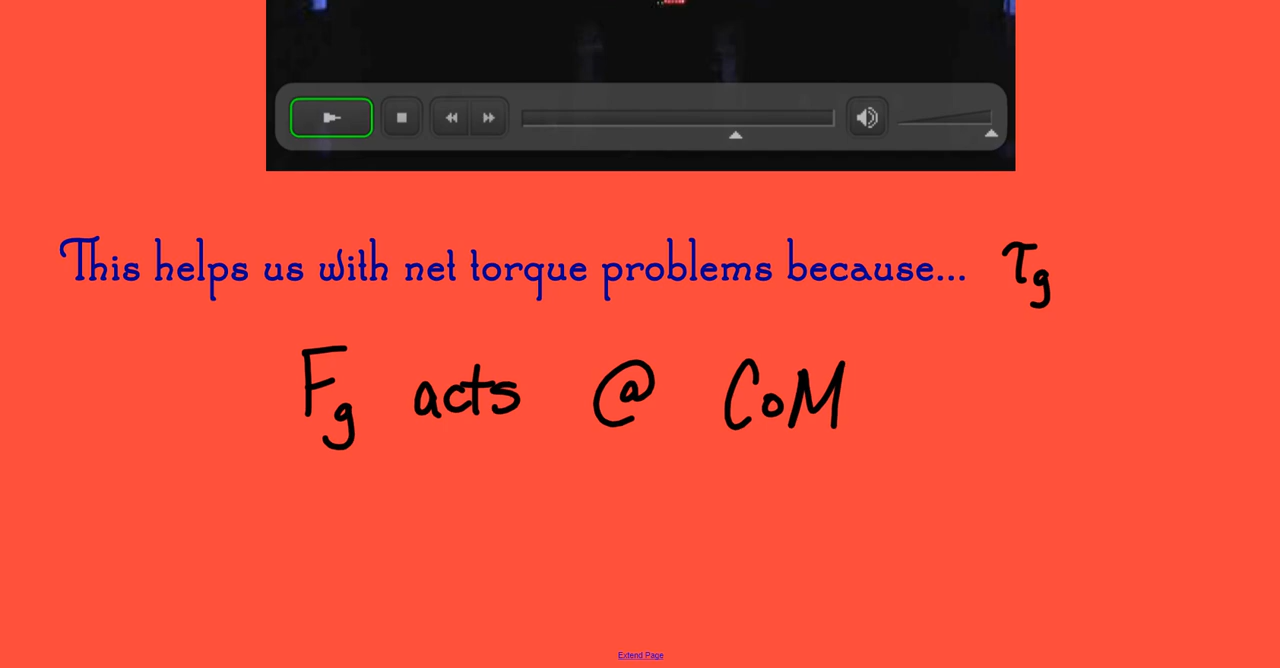 This helps us with net torque problems because... τg
Fg acts @ CoM
Extend Page